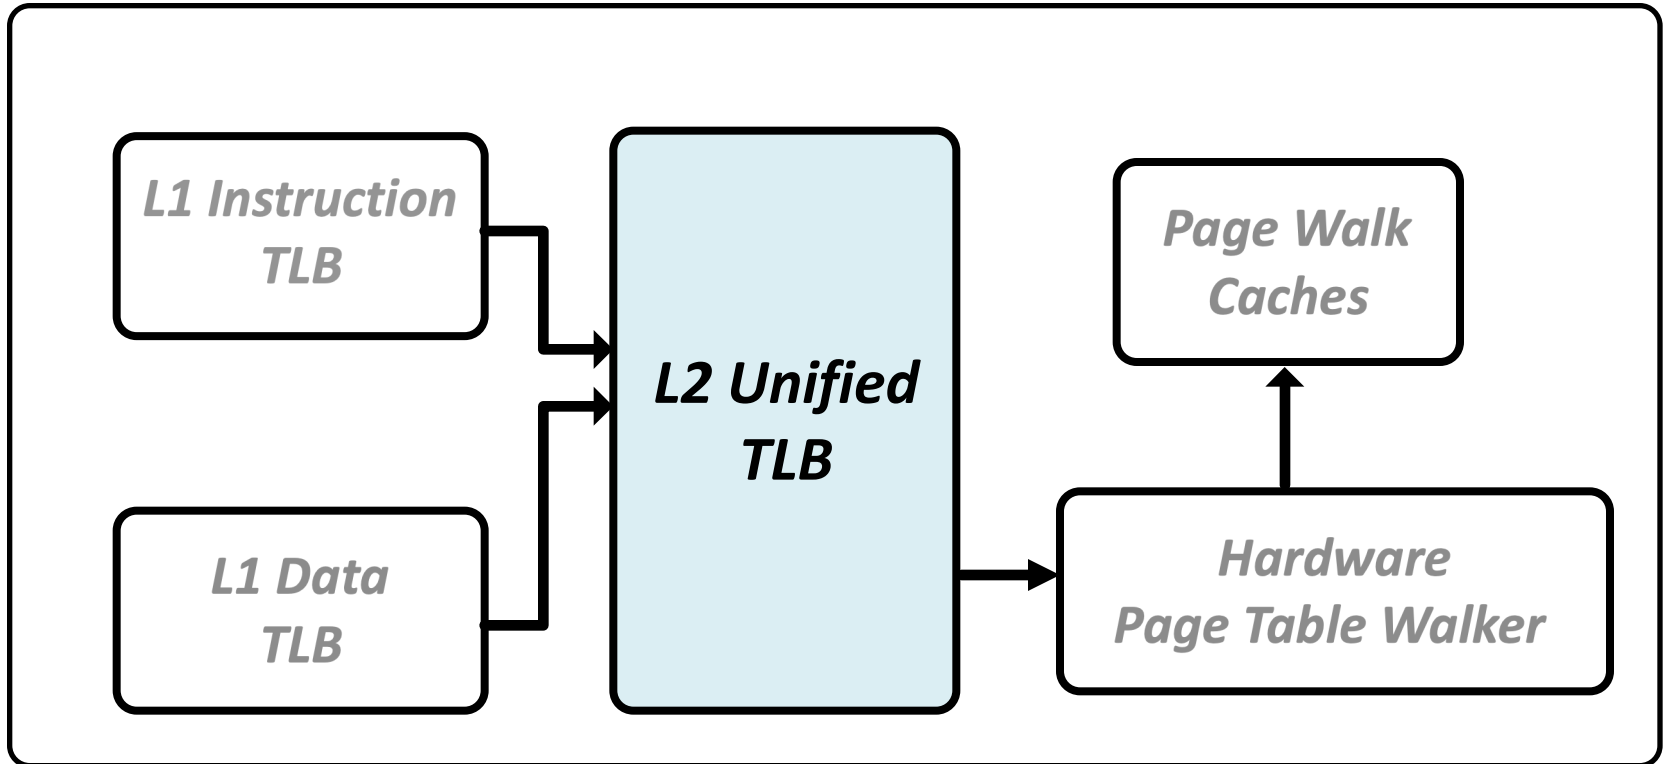 L1 Instruction
TLB
L1 Data
TLB
L2 Unified
TLB
Page Walk
Caches
Hardware
Page Table Walker